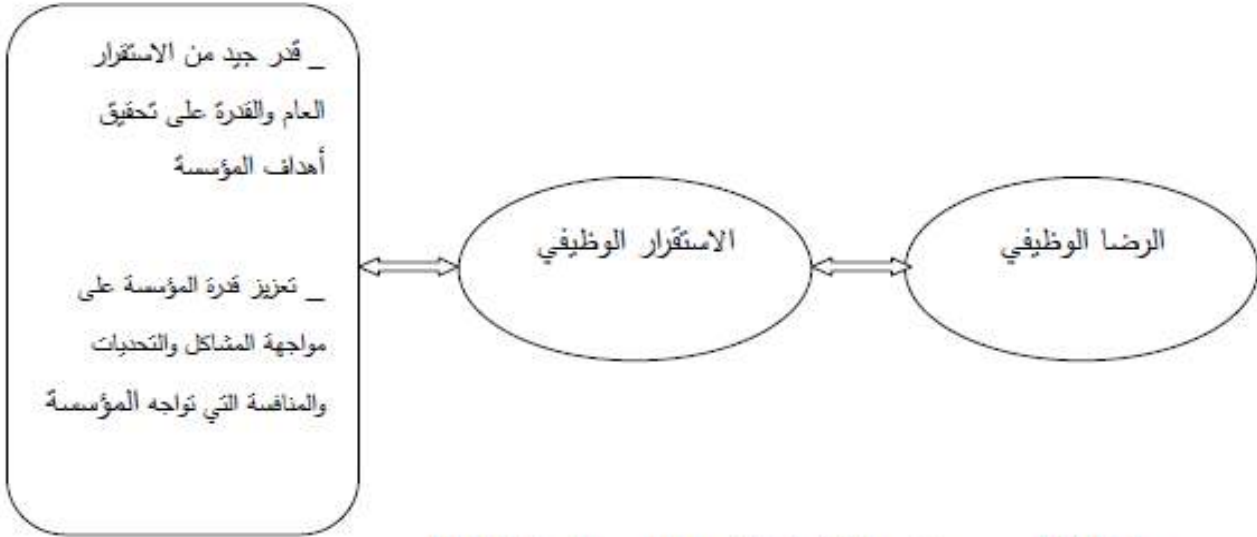 الرضا الوظيفي
الاستقرار الوظيفي
_ قدر جيد من الاستقرار
العام والقدرة على تحقيق
أهداف المؤسسة
_ تعزيز قدرة المؤسسة على
مواجهة المشاكل والتحديات
والمنافسة التي تواجه المؤسسة